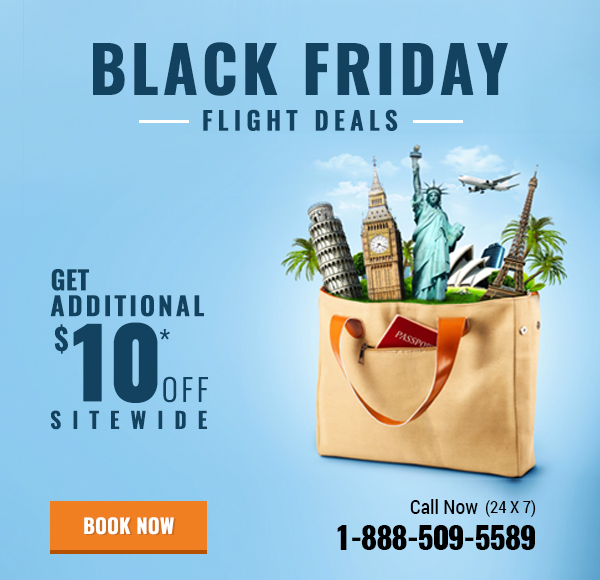 BLACK FRIDAY
FLIGHT DEALS
GET
ADDITIONAL
$10* OFF
SITEWIDE
PASSPO
BOOK NOW
Call Now (24 X 7)
1-888-509-5589